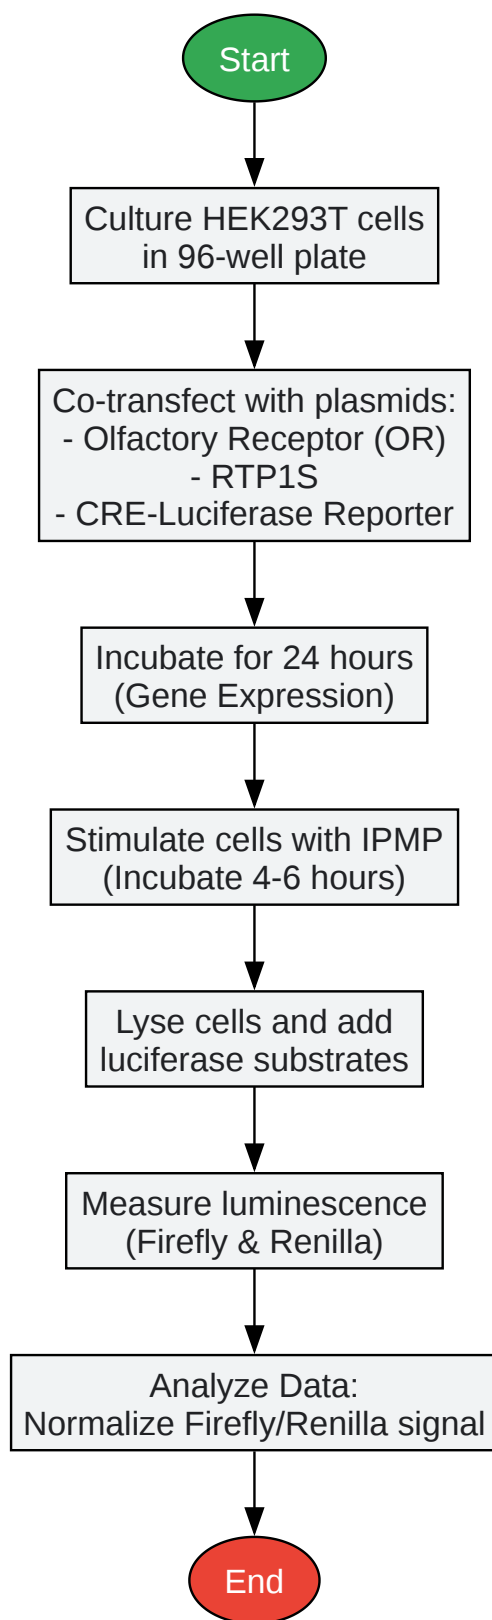 Start
Culture HEK293T cells
in 96-well plate
Co-transfect with plasmids:
- Olfactory Receptor (OR)
- RTP1S
- CRE-Luciferase Reporter
Incubate for 24 hours
(Gene Expression)
Stimulate cells with IPMP
(Incubate 4-6 hours)
Lyse cells and add
luciferase substrates
Measure luminescence
(Firefly & Renilla)
Analyze Data:
Normalize Firefly/Renilla signal
End